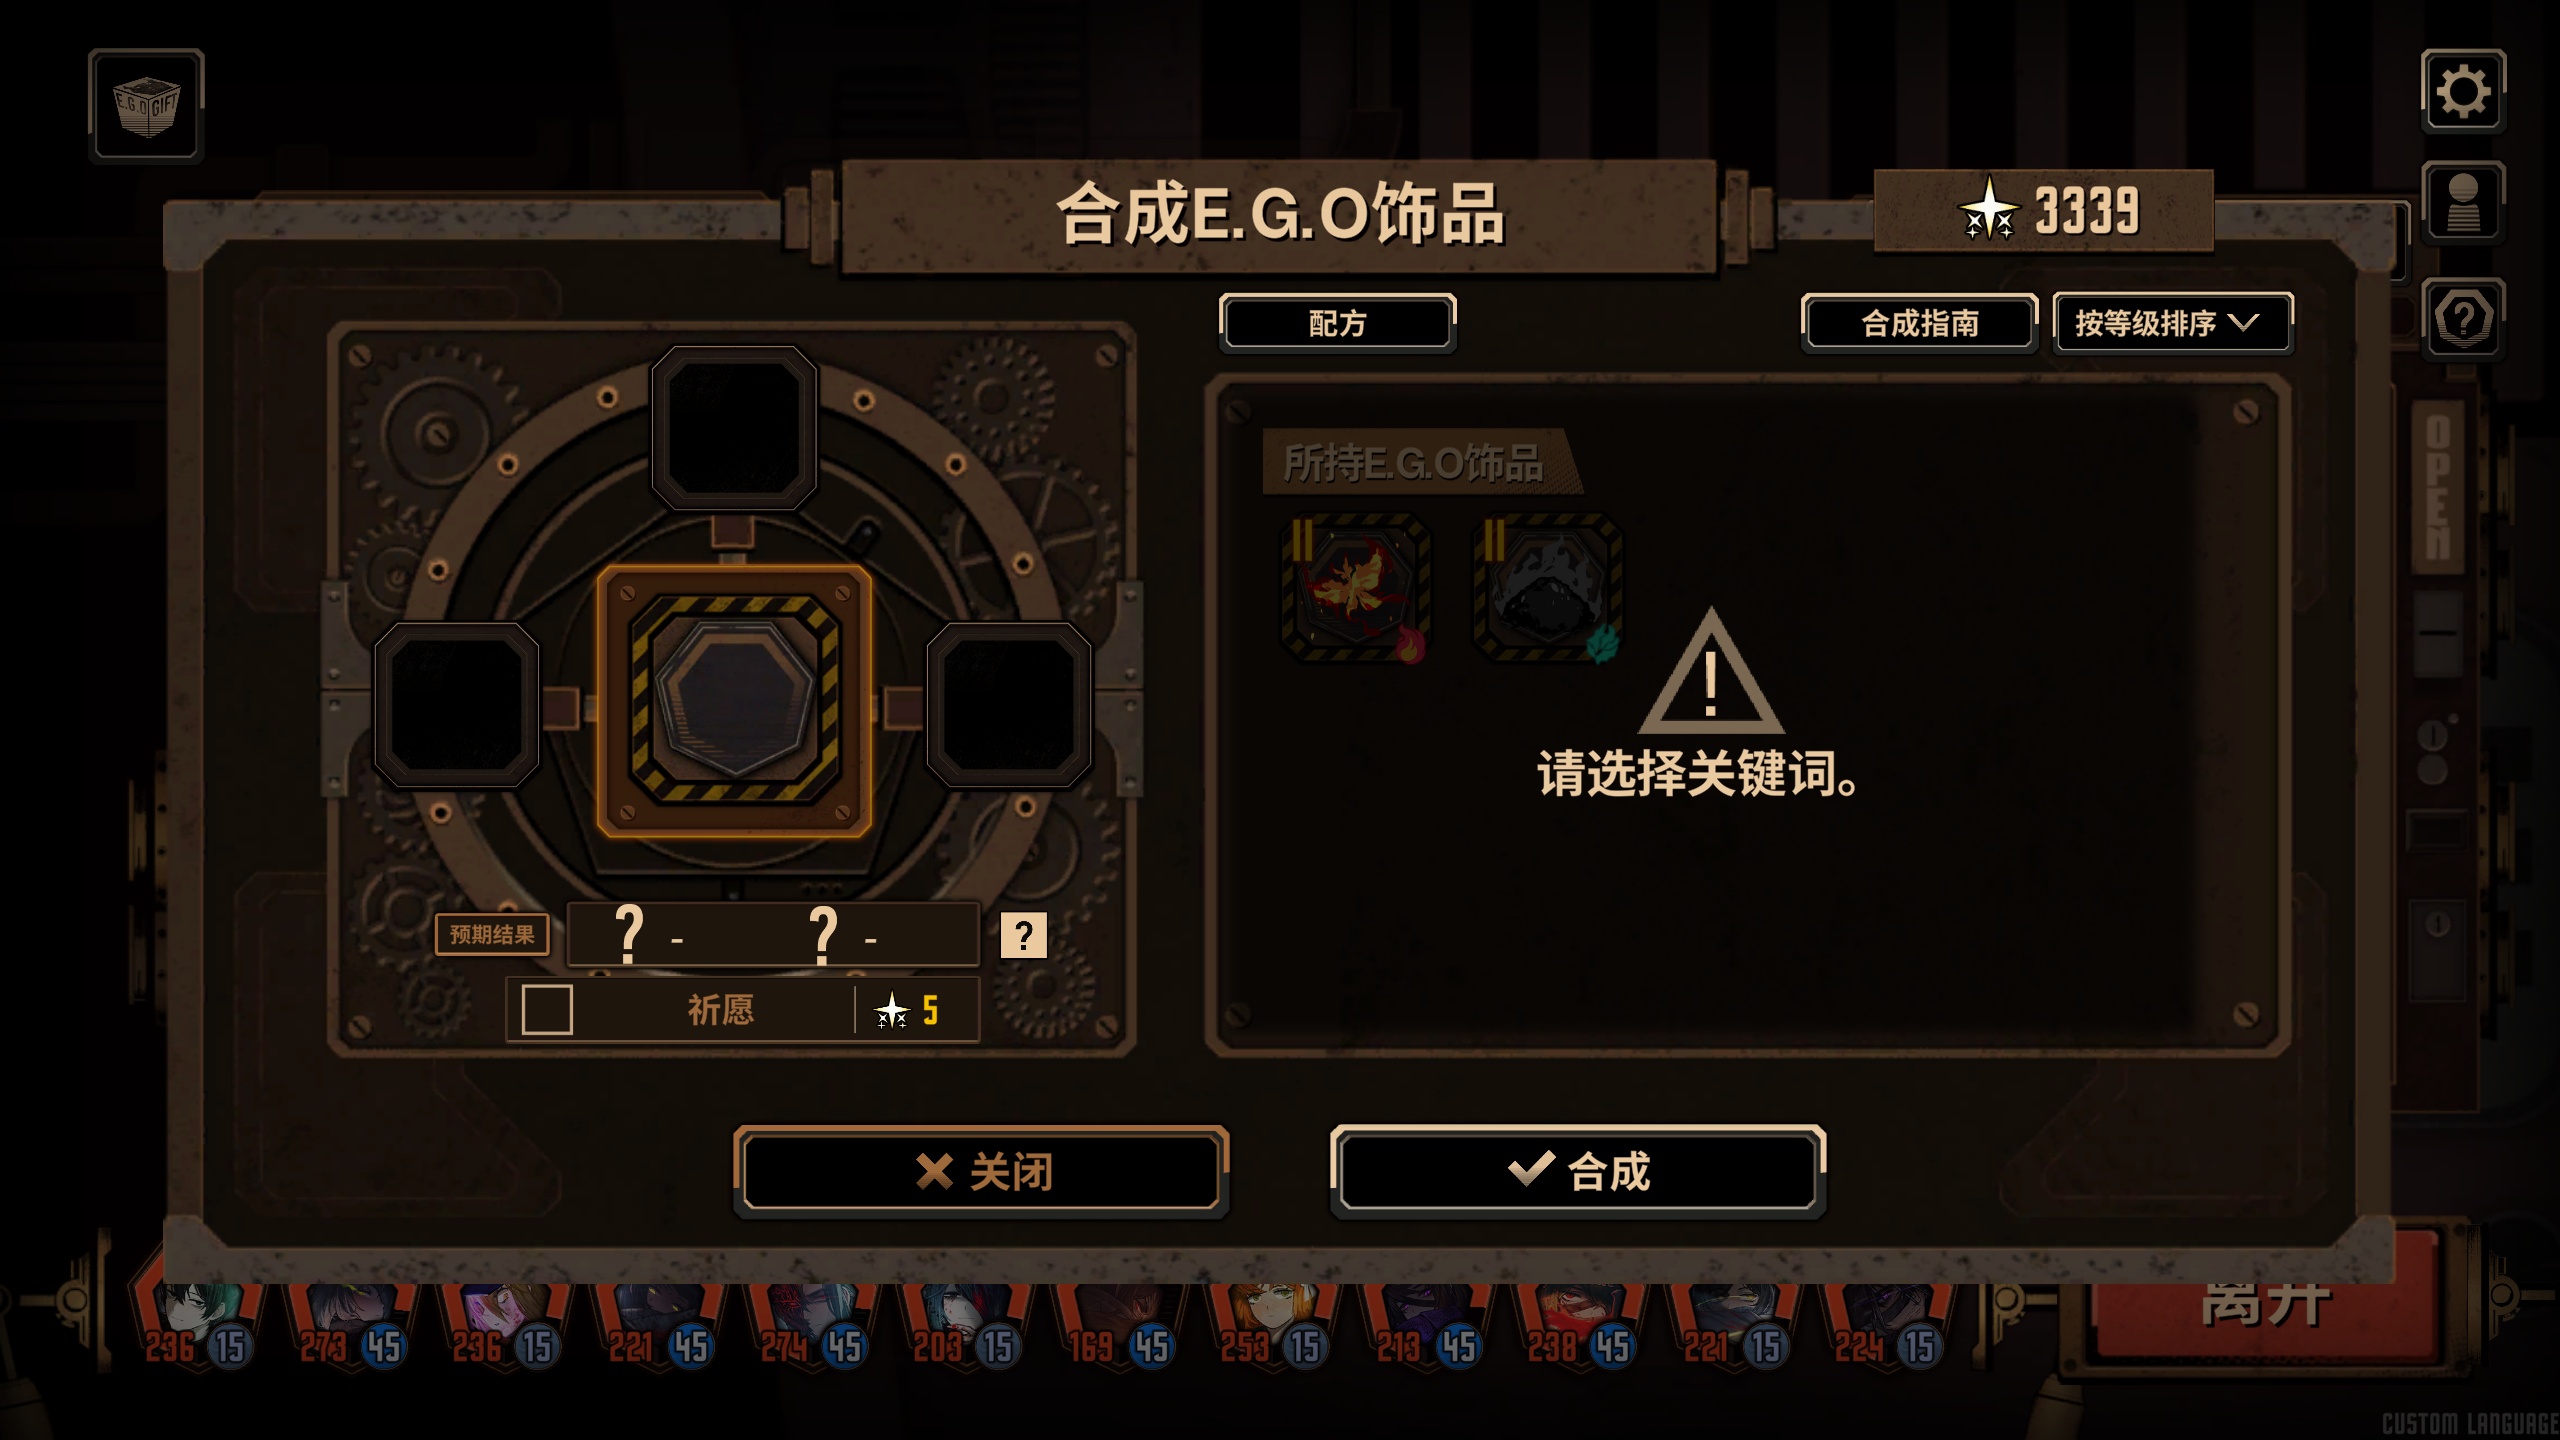 E.G.O GIFT
合成E.G.O饰品
3339
配方
合成指南
按等级排序
?
OPEN
所持E.G.O饰品
II
II
!
请选择关键词。
预期结果
? -
? -
?
祈愿
5
关闭
合成
离开
236 15
273 45
236 15
221 45
274 45
203 15
169 45
253 15
213 45
238 45
221 15
224 15
CUSTOM LANGUAGE